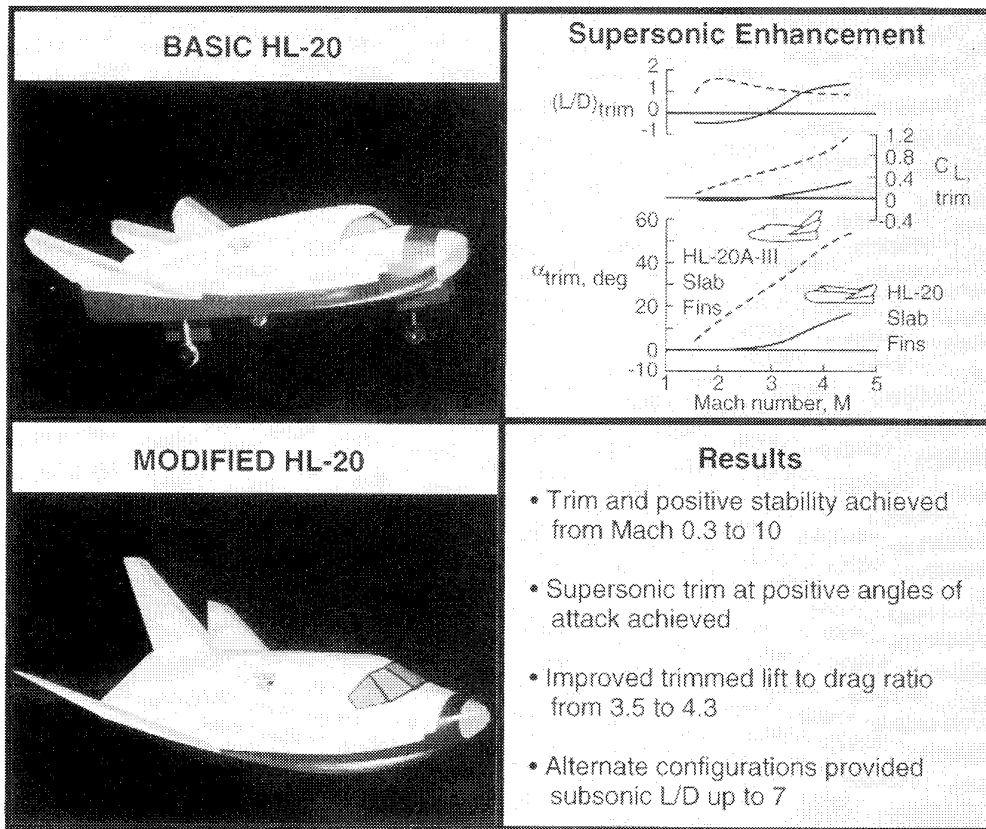 BASIC HL-20
Supersonic Enhancement
2
1
0
-1
(L/D)trim
1.2
0.8
0.4
0
-0.4
C L,
trim
60
40
20
0
-10
αtrim, deg
HL-20A-III
Slab
Fins
HL-20
Slab
Fins
1 2 3 4 5
Mach number, M
MODIFIED HL-20
Results
• Trim and positive stability achieved
from Mach 0.3 to 10
• Supersonic trim at positive angles of
attack achieved
• Improved trimmed lift to drag ratio
from 3.5 to 4.3
• Alternate configurations provided
subsonic L/D up to 7